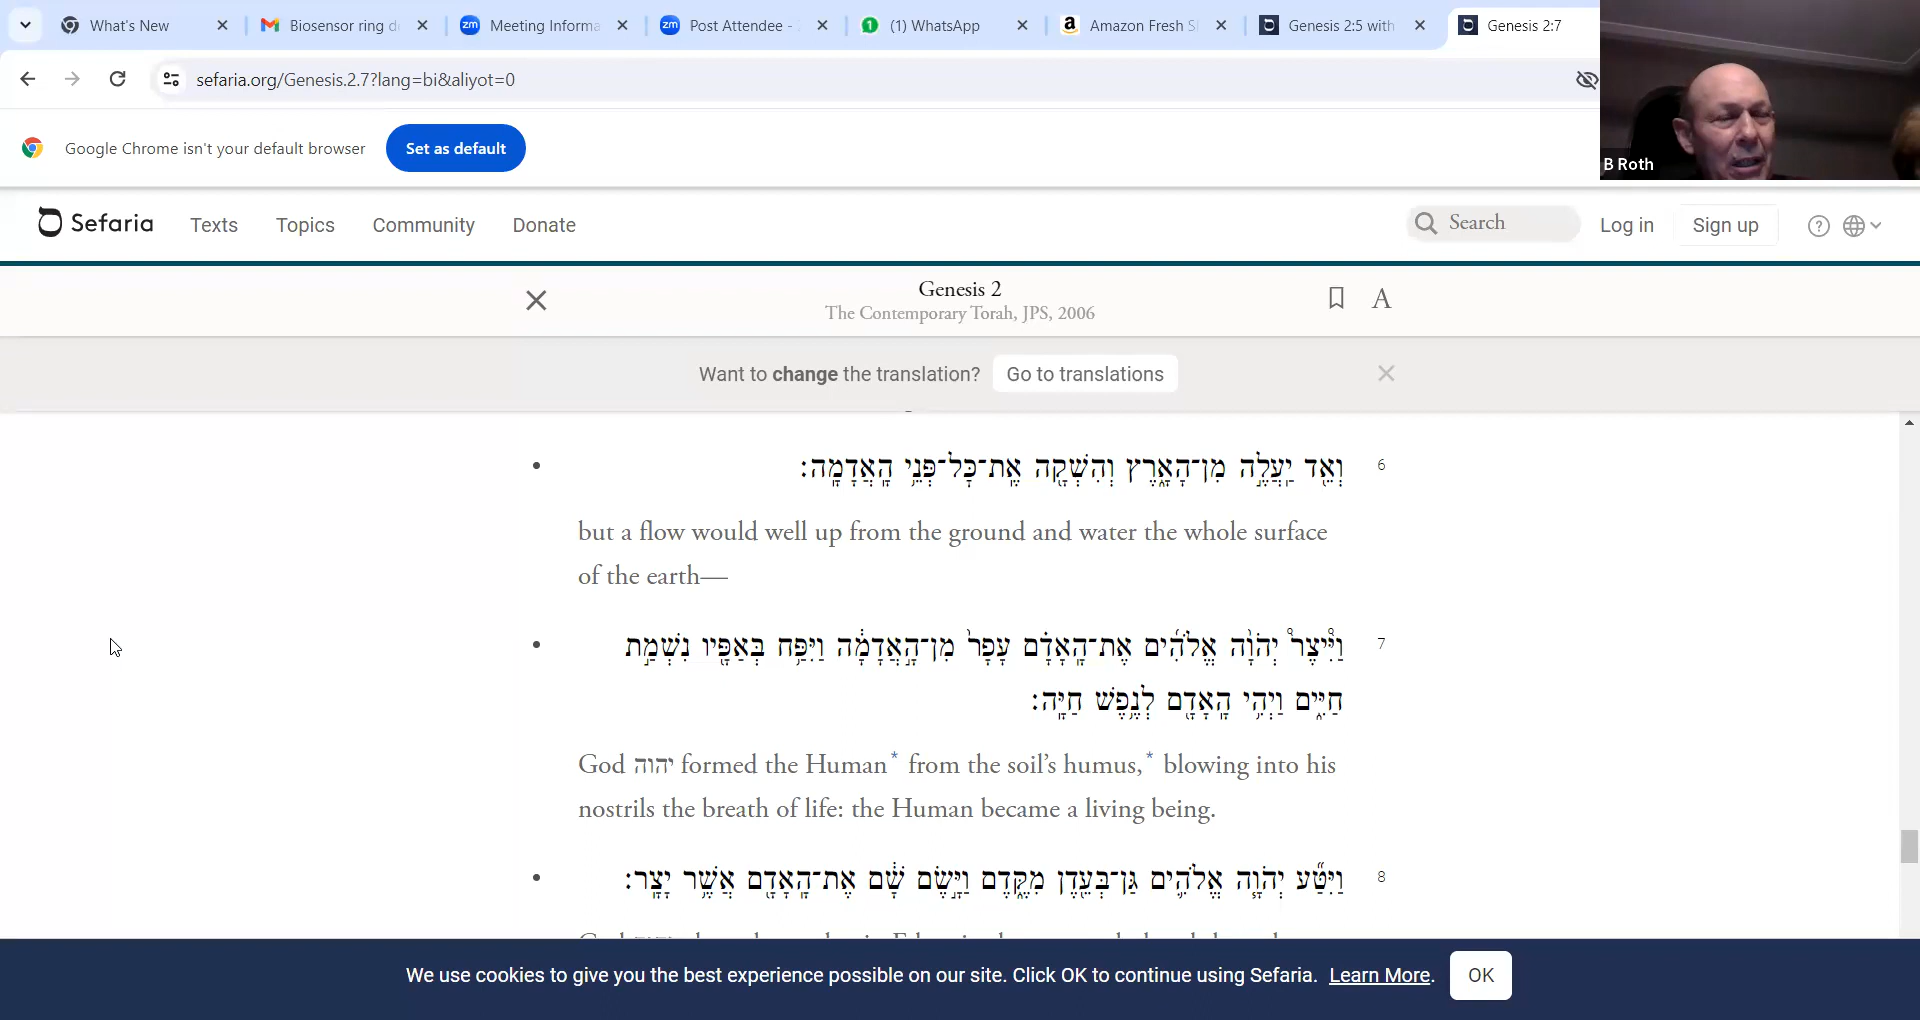 What's New
Biosensor ring d
Meeting Informa
Post Attendee -
(1) WhatsApp
Amazon Fresh S
Genesis 2:5 with
Genesis 2:7
sefaria.org/Genesis.2.7?lang=bi&aliyot=0
B Roth
Google Chrome isn't your default browser
Set as default
Sefaria
Texts
Topics
Community
Donate
Search
Log in
Sign up
Genesis 2
The Contemporary Torah, JPS, 2006
A
Want to change the translation?
Go to translations
6
וְאֵ֖ד יַֽעֲלֶ֣ה מִן־הָאָ֑רֶץ וְהִשְׁקָ֖ה אֶֽת־כׇּל־פְּנֵ֥י הָֽאֲדָמָֽה׃
but a flow would well up from the ground and water the whole surface
of the earth—
7
וַיִּ֩יצֶר֩ יְהֹוָ֨ה אֱלֹהִ֜ים אֶת־הָֽאָדָ֗ם עָפָר֙ מִן־הָ֣אֲדָמָ֔ה וַיִּפַּ֥ח בְּאַפָּ֖יו נִשְׁמַ֣ת
חַיִּ֑ים וַֽיְהִ֥י הָֽאָדָ֖ם לְנֶ֥פֶשׁ חַיָּֽה׃
God יהוה formed the Human* from the soil’s humus,* blowing into his
nostrils the breath of life: the Human became a living being.
8
וַיִּטַּ֞ע יְהֹוָ֧ה אֱלֹהִ֛ים גַּן־בְּעֵ֖דֶן מִקֶּ֑דֶם וַיָּ֣שֶׂם שָׁ֔ם אֶת־הָֽאָדָ֖ם אֲשֶׁ֥ר יָצָֽר׃
We use cookies to give you the best experience possible on our site. Click OK to continue using Sefaria. Learn More.
OK